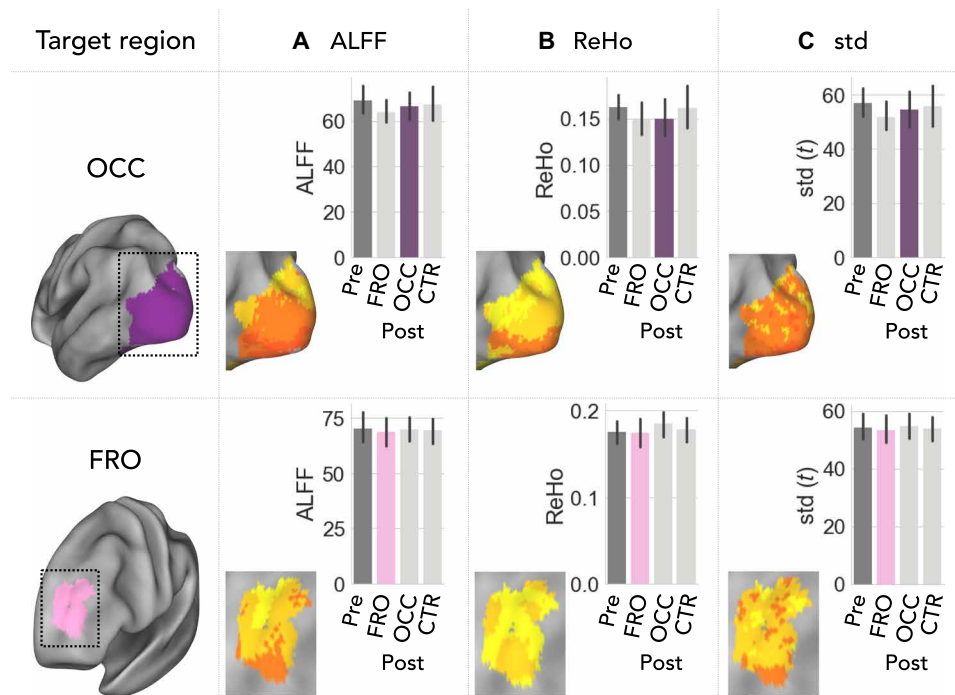 Target region
A ALFF
B ReHo
C std
OCC
ALFF
60
40
20
0
Pre
FRO
OCC
CTR
Post
ReHo
0.15
0.10
0.05
0.00
Pre
FRO
OCC
CTR
Post
std (t)
60
40
20
0
Pre
FRO
OCC
CTR
Post
FRO
ALFF
75
50
25
0
Pre
FRO
OCC
CTR
Post
ReHo
0.2
0.1
0.0
Pre
FRO
OCC
CTR
Post
std (t)
60
40
20
0
Pre
FRO
OCC
CTR
Post